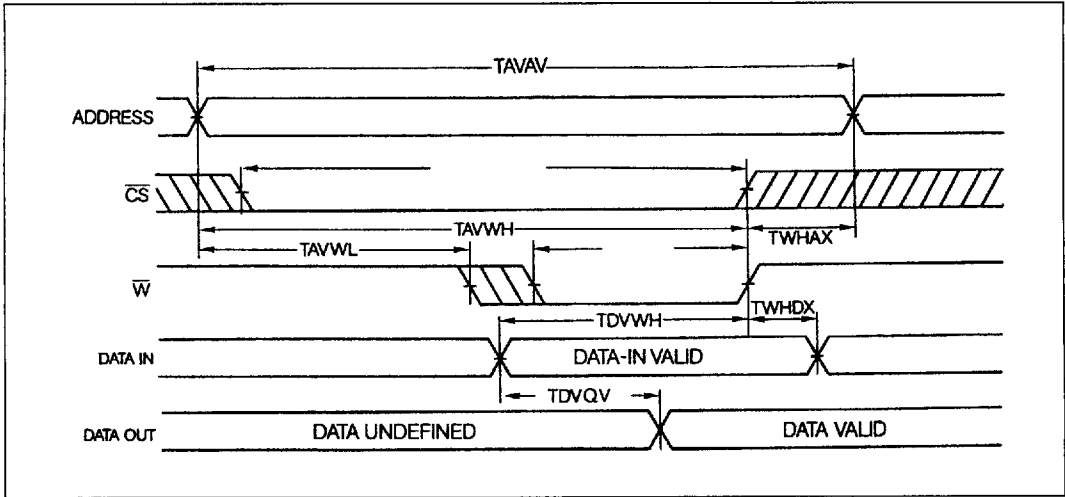 TAVAV
ADDRESS
C̅S̅
TAVWH
TWHAX
TAVWL
W̅
TDVWH
TWHDX
DATA IN
DATA-IN VALID
TDVQV
DATA OUT
DATA UNDEFINED
DATA VALID